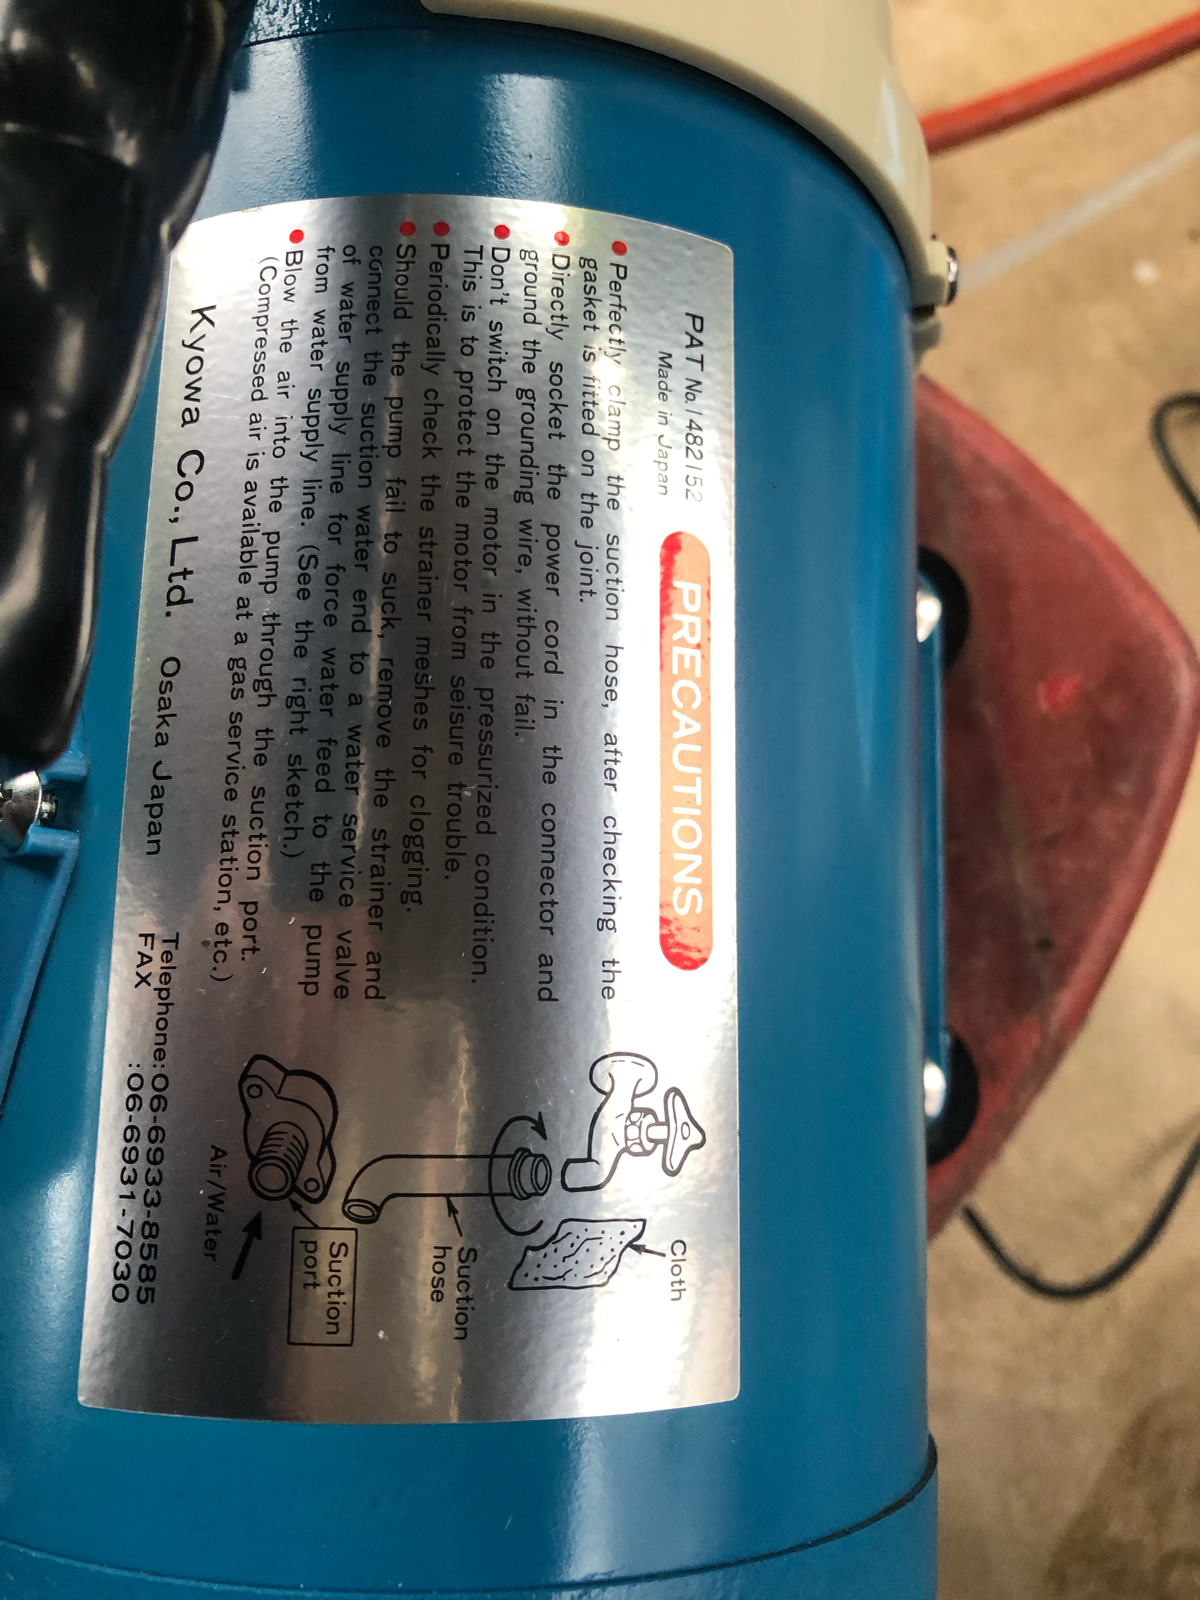 PAT No.1482152
Made in Japan
PRECAUTIONS
● Perfectly clamp the suction hose, after checking the
gasket is fitted on the joint.
● Directly socket the power cord in the connector and
ground the grounding wire, without fail.
● Don't switch on the motor in the pressurized condition.
This is to protect the motor from seisure trouble.
● Periodically check the strainer meshes for clogging.
● Should the pump fail to suck, remove the strainer and
connect the suction water end to a water service valve
of water supply line for force water feed to the pump
from water supply line. (See the right sketch.)
● Blow the air into the pump through the suction port.
(Compressed air is available at a gas service station, etc.)
Kyowa Co., Ltd. Osaka Japan
Telephone:06-6933-8585
FAX :06-6931-7030
Cloth
Suction
hose
Suction
port
Air/Water